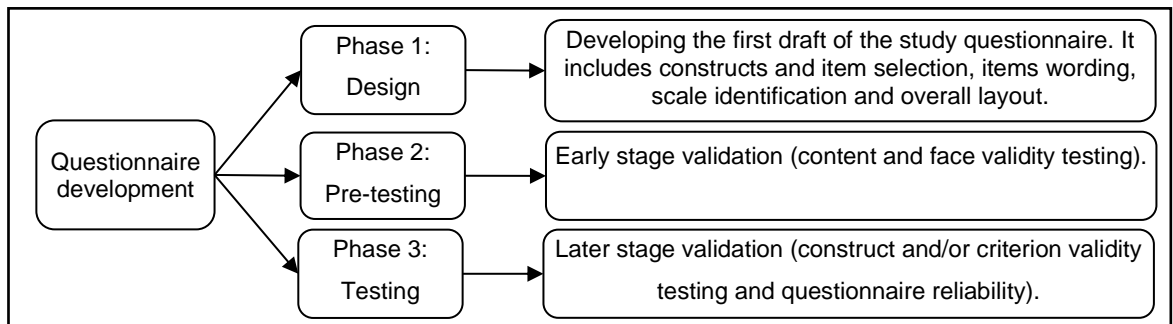 Questionnaire
development
Phase 1:
Design
Developing the first draft of the study questionnaire. It
includes constructs and item selection, items wording,
scale identification and overall layout.
Phase 2:
Pre-testing
Early stage validation (content and face validity testing).
Phase 3:
Testing
Later stage validation (construct and/or criterion validity
testing and questionnaire reliability).